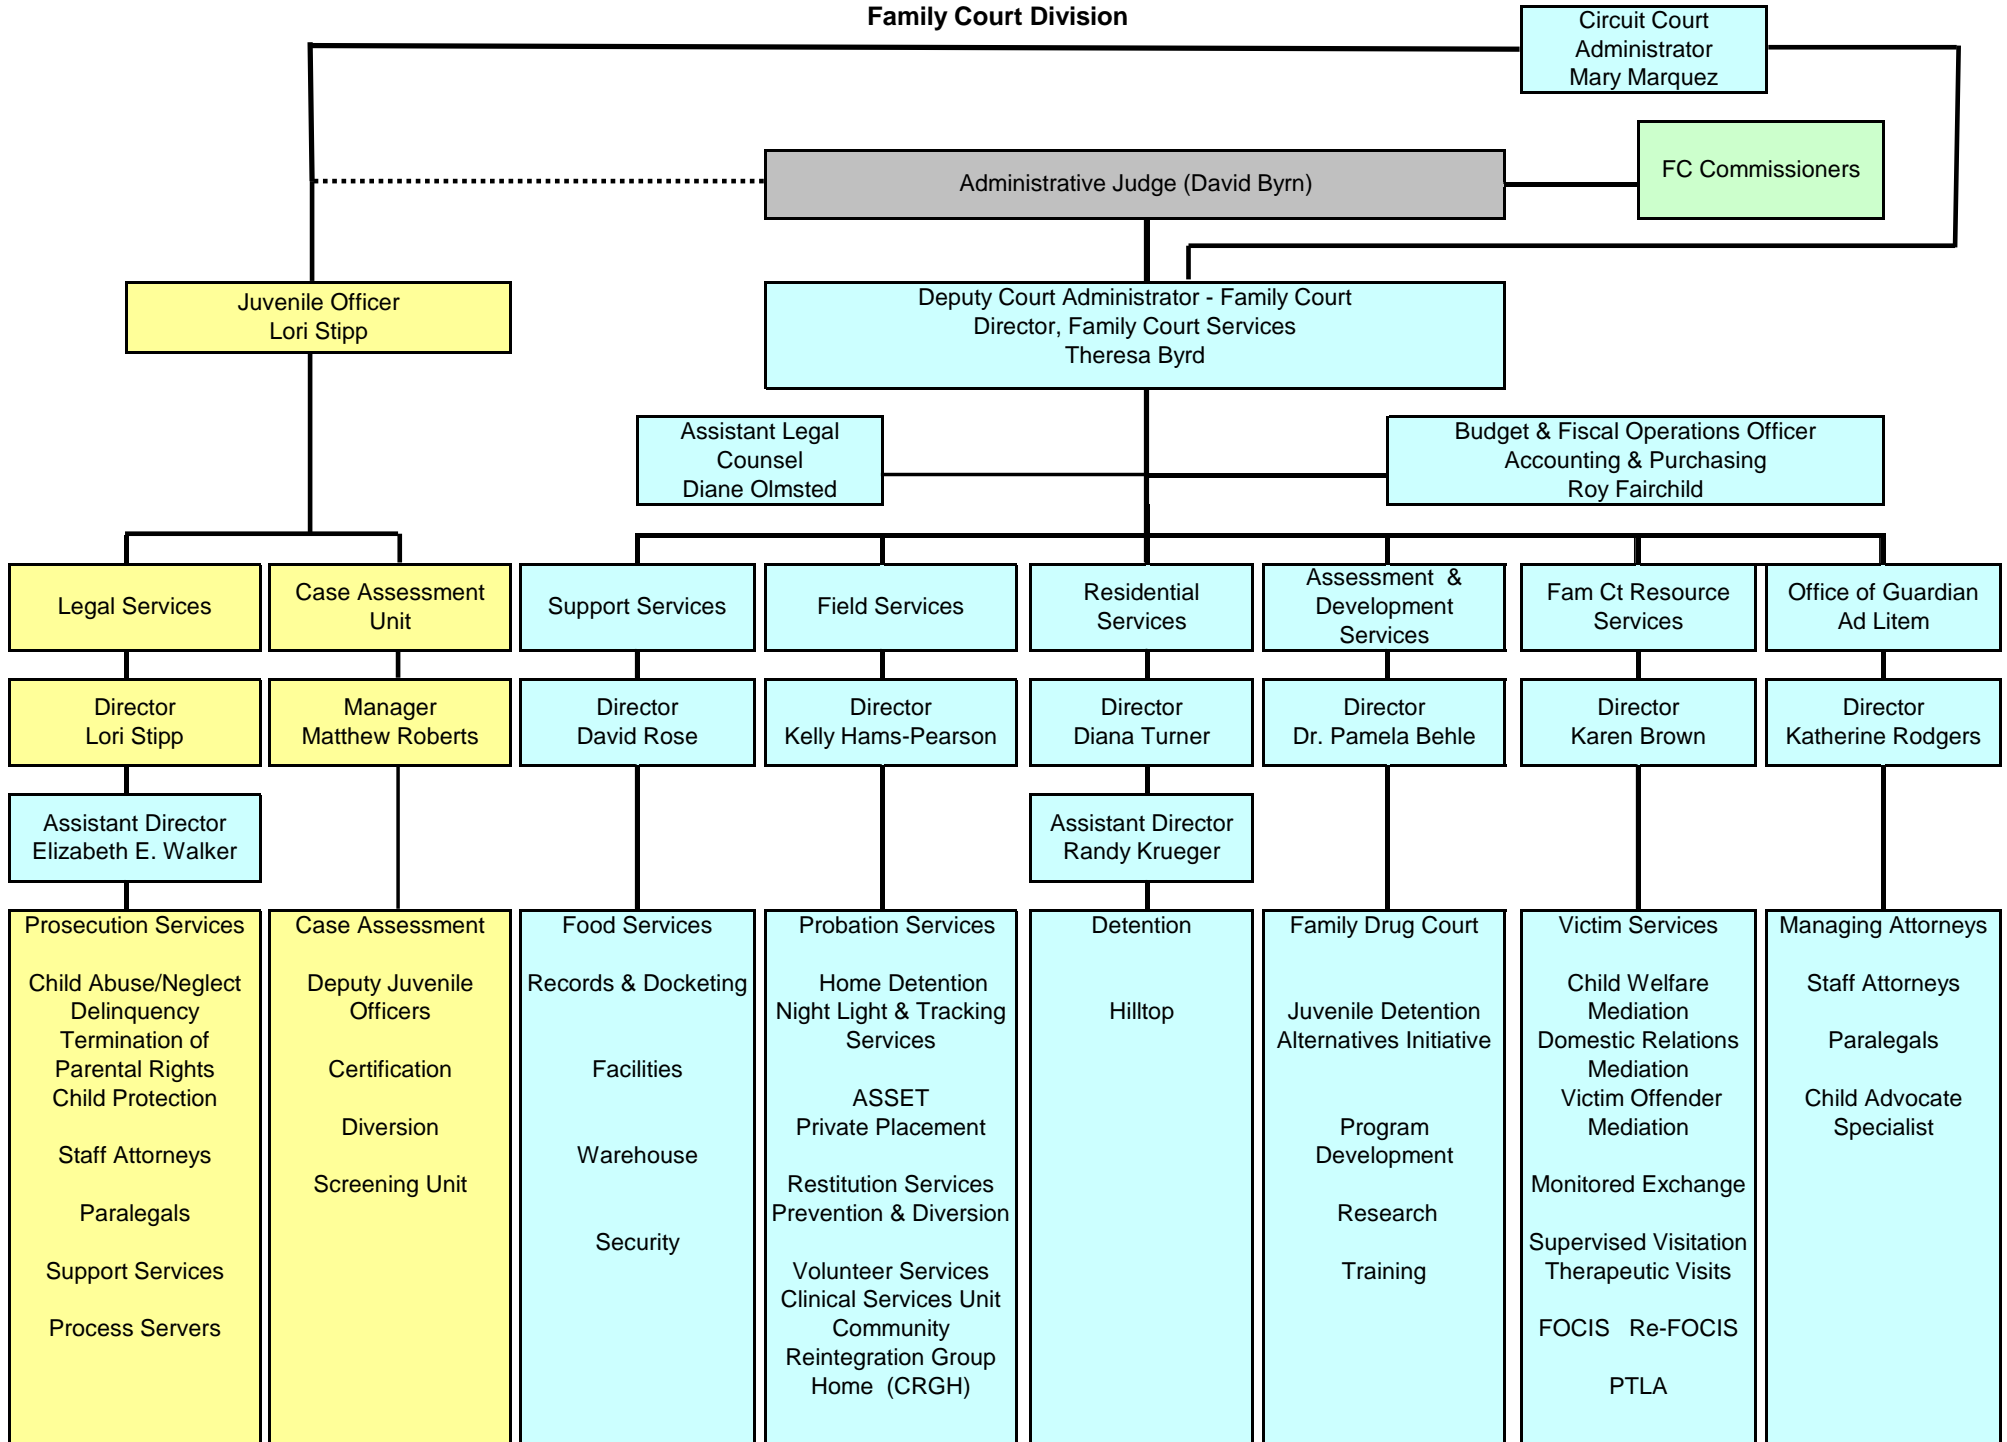 Family Court Division
Circuit Court
Administrator
Mary Marquez
FC Commissioners
Administrative Judge (David Byrn)
Juvenile Officer
Lori Stipp
Deputy Court Administrator - Family Court
Director, Family Court Services
Theresa Byrd
Assistant Legal
Counsel
Diane Olmsted
Budget & Fiscal Operations Officer
Accounting & Purchasing
Roy Fairchild
Legal Services
Case Assessment
Unit
Support Services
Field Services
Residential
Services
Assessment & 
Development
Services
Fam Ct Resource
Services
Office of Guardian
Ad Litem
Director
Lori Stipp
Manager
Matthew Roberts
Director
David Rose
Director
Kelly Hams-Pearson
Director
Diana Turner
Director
Dr. Pamela Behle
Director
Karen Brown
Director
Katherine Rodgers
Assistant Director
Elizabeth E. Walker
Assistant Director
Randy Krueger
Prosecution Services
Child Abuse/Neglect
Delinquency
Termination of
Parental Rights
Child Protection
Staff Attorneys
Paralegals
Support Services
Process Servers
Case Assessment
Deputy Juvenile
Officers
Certification
Diversion
Screening Unit
Food Services
Records & Docketing
Facilities
Warehouse
Security
Probation Services
Home Detention
Night Light & Tracking
Services
ASSET
Private Placement
Restitution Services
Prevention & Diversion
Volunteer Services
Clinical Services Unit
Community
Reintegration Group
Home (CRGH)
Detention
Hilltop
Family Drug Court
Juvenile Detention
Alternatives Initiative
Program
Development
Research
Training
Victim Services
Child Welfare
Mediation
Domestic Relations
Mediation
Victim Offender
Mediation
Monitored Exchange
Supervised Visitation
Therapeutic Visits
FOCIS Re-FOCIS
PTLA
Managing Attorneys
Staff Attorneys
Paralegals
Child Advocate
Specialist